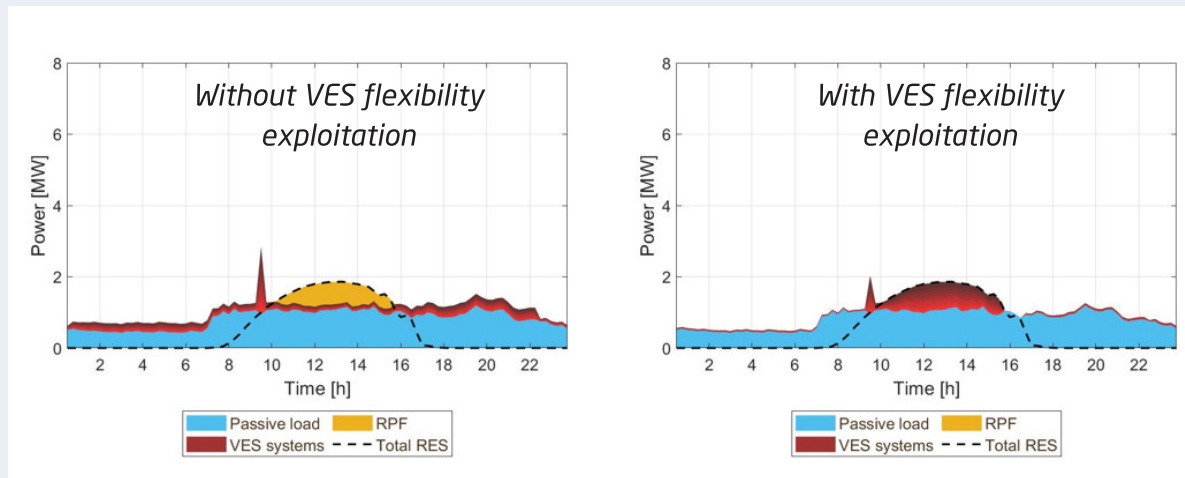 Without VES flexibility
exploitation
Power [MW]
8
6
4
2
0
2 4 6 8 10 12 14 16 18 20 22
Time [h]
Passive load RPF
VES systems Total RES
With VES flexibility
exploitation
Power [MW]
8
6
4
2
0
2 4 6 8 10 12 14 16 18 20 22
Time [h]
Passive load RPF
VES systems Total RES